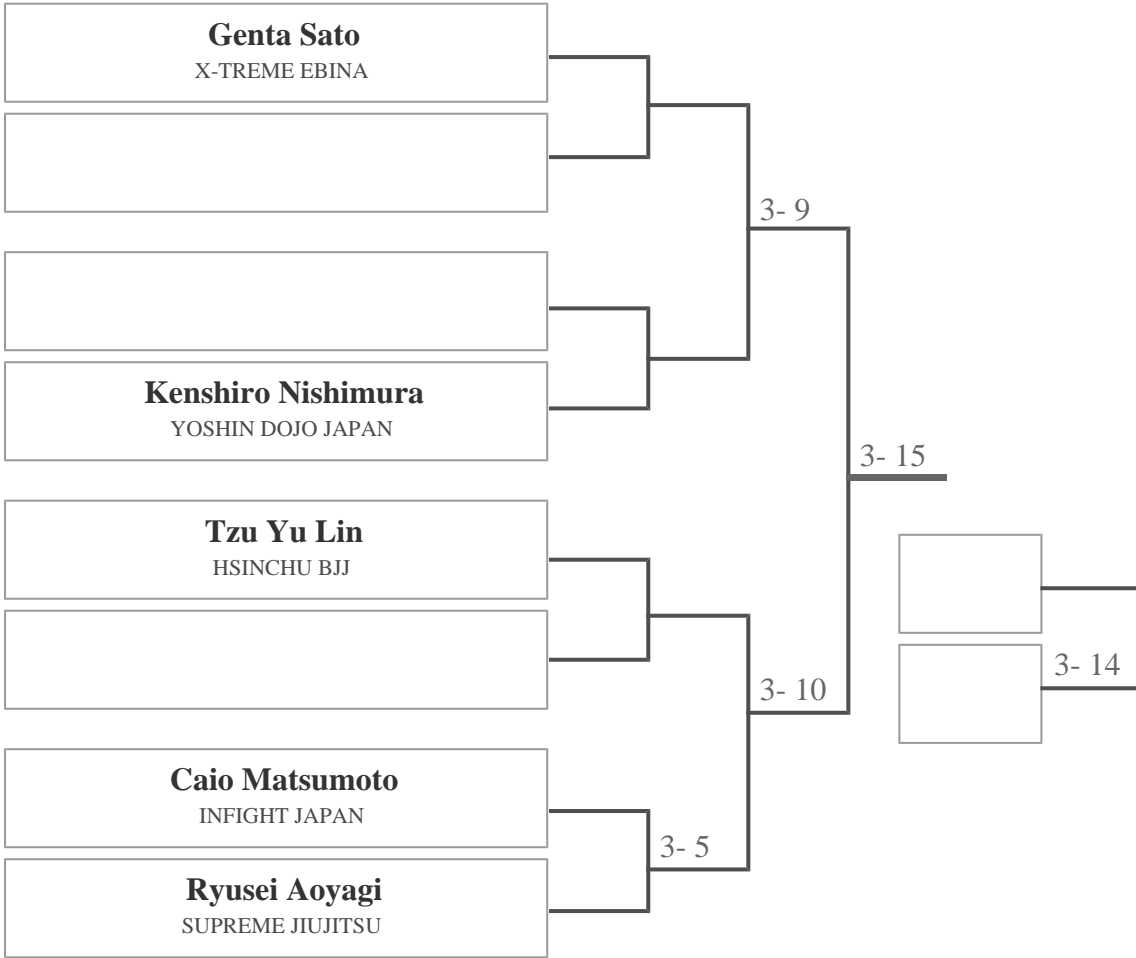 Genta Sato
X-TREME EBINA
3- 9
Kenshiro Nishimura
YOSHIN DOJO JAPAN
3- 15
Tzu Yu Lin
HSINCHU BJJ
3- 14
3- 10
Caio Matsumoto
INFIGHT JAPAN
3- 5
Ryusei Aoyagi
SUPREME JIUJITSU